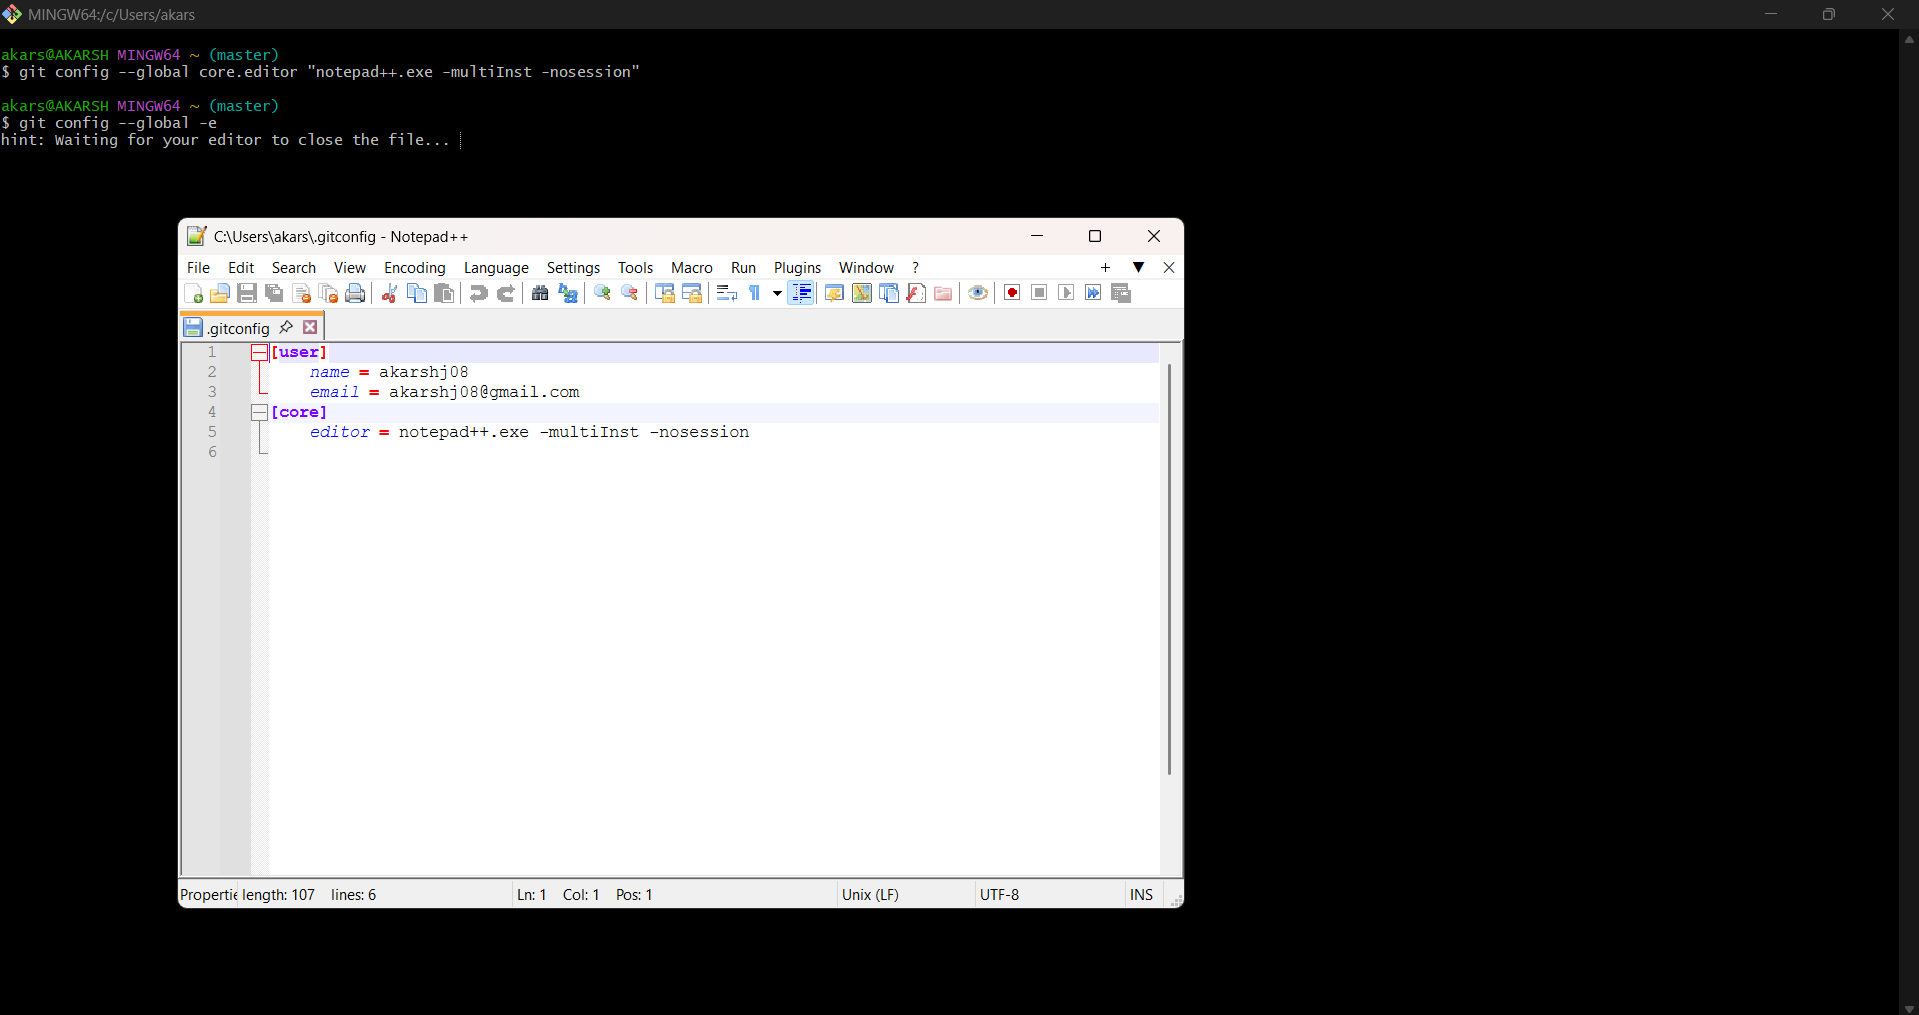 MINGW64:/c/Users/akars
akars@AKARSH MINGW64 ~ (master)
$ git config --global core.editor "notepad++.exe -multiInst -nosession"
akars@AKARSH MINGW64 ~ (master)
$ git config --global -e
hint: Waiting for your editor to close the file...
C:\Users\akars\.gitconfig - Notepad++
File Edit Search View Encoding Language Settings Tools Macro Run Plugins Window ?
.gitconfig
1 [user]
2 name = akarshj08
3 email = akarshj08@gmail.com
4 [core]
5 editor = notepad++.exe -multiInst -nosession
6
Propertie length: 107 lines: 6 Ln: 1 Col: 1 Pos: 1 Unix (LF) UTF-8 INS